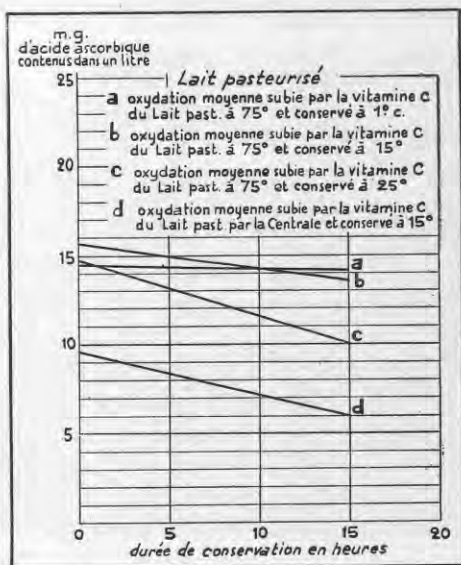 m.g.
d'acide ascorbique
contenus dans un litre
25
Lait pasteurisé
a oxydation moyenne subie par la vitamine C
du Lait past. à 75° et conservé à 1° c.
b oxydation moyenne subie par la vitamine C
du Lait past. à 75° et conservé à 15°
20
c oxydation moyenne subie par la vitamine C
du Lait past. à 75° et conservé à 25°
d oxydation moyenne subie par la vitamine C
du Lait past. par la Centrale et conservé à 15°
15
a
b
10
c
d
5
0 5 10 15 20
durée de conservation en heures